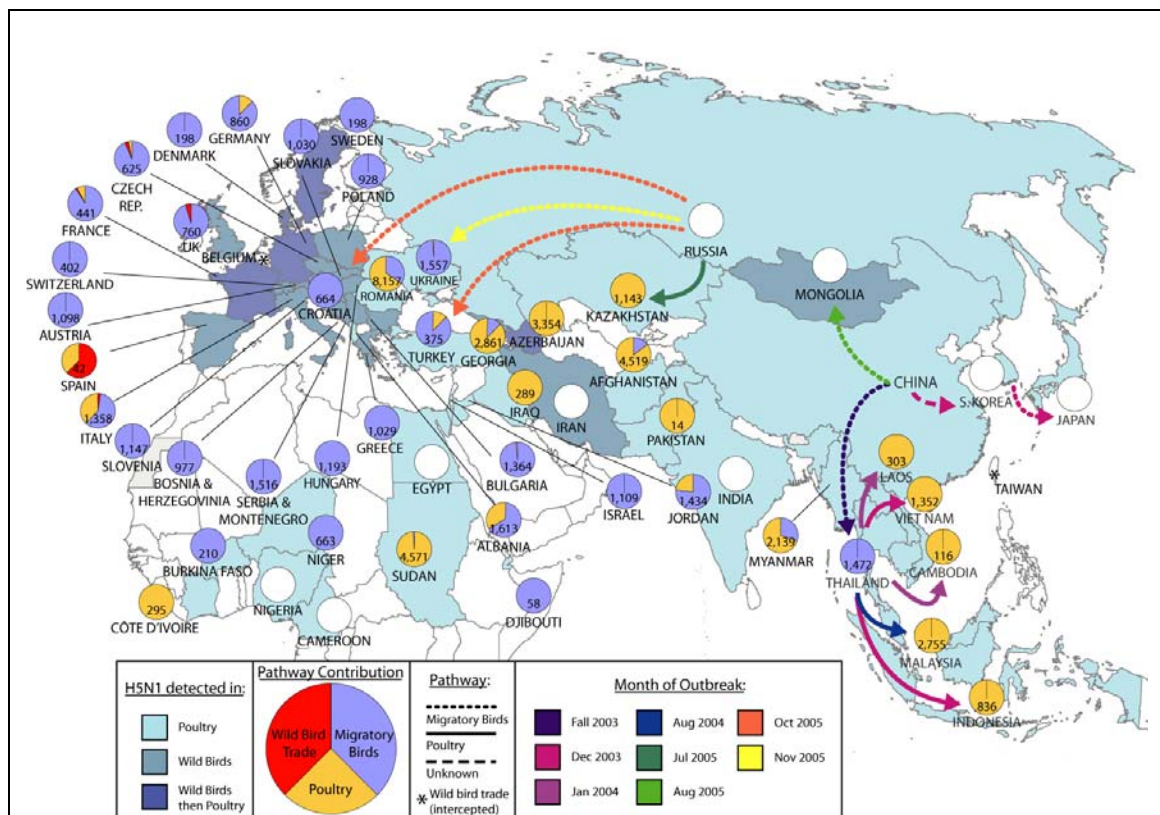 198
SWEDEN
860
GERMANY
1,030
SLOVAKIA
198
DENMARK
625
CZECH
REP.
928
POLAND
441
FRANCE
760
UK
BELGIUM *
402
SWITZERLAND
1,098
AUSTRIA
42
SPAIN
1,358
ITALY
1,147
SLOVENIA
977
BOSNIA &
HERZEGOVINIA
1,516
SERBIA &
MONTENEGRO
1,193
HUNGARY
1,029
GREECE
664
CROATIA
8,157
ROMANIA
1,557
UKRAINE
375
TURKEY
2,861
GEORGIA
3,354
AZERBAIJAN
1,143
KAZAKHSTAN
RUSSIA
MONGOLIA
4,519
AFGHANISTAN
289
IRAQ
IRAN
14
PAKISTAN
CHINA
S. KOREA
JAPAN
EGYPT
1,364
BULGARIA
1,613
ALBANIA
1,109
ISRAEL
1,434
JORDAN
INDIA
2,139
MYANMAR
303
LAOS
* TAIWAN
1,352
VIET NAM
1,472
THAILAND
116
CAMBODIA
2,755
MALAYSIA
836
INDONESIA
210
BURKINA FASO
663
NIGER
4,571
SUDAN
58
DJIBOUTI
295
CÔTE D'IVOIRE
NIGERIA
CAMEROON
H5N1 detected in:
Poultry
Wild Birds
Wild Birds
then Poultry
Pathway Contribution
Wild Bird
Trade
Migratory
Birds
Poultry
Pathway:
Migratory Birds
Poultry
Unknown
* Wild bird trade
(intercepted)
Month of Outbreak:
Fall 2003
Dec 2003
Jan 2004
Aug 2004
Jul 2005
Aug 2005
Oct 2005
Nov 2005